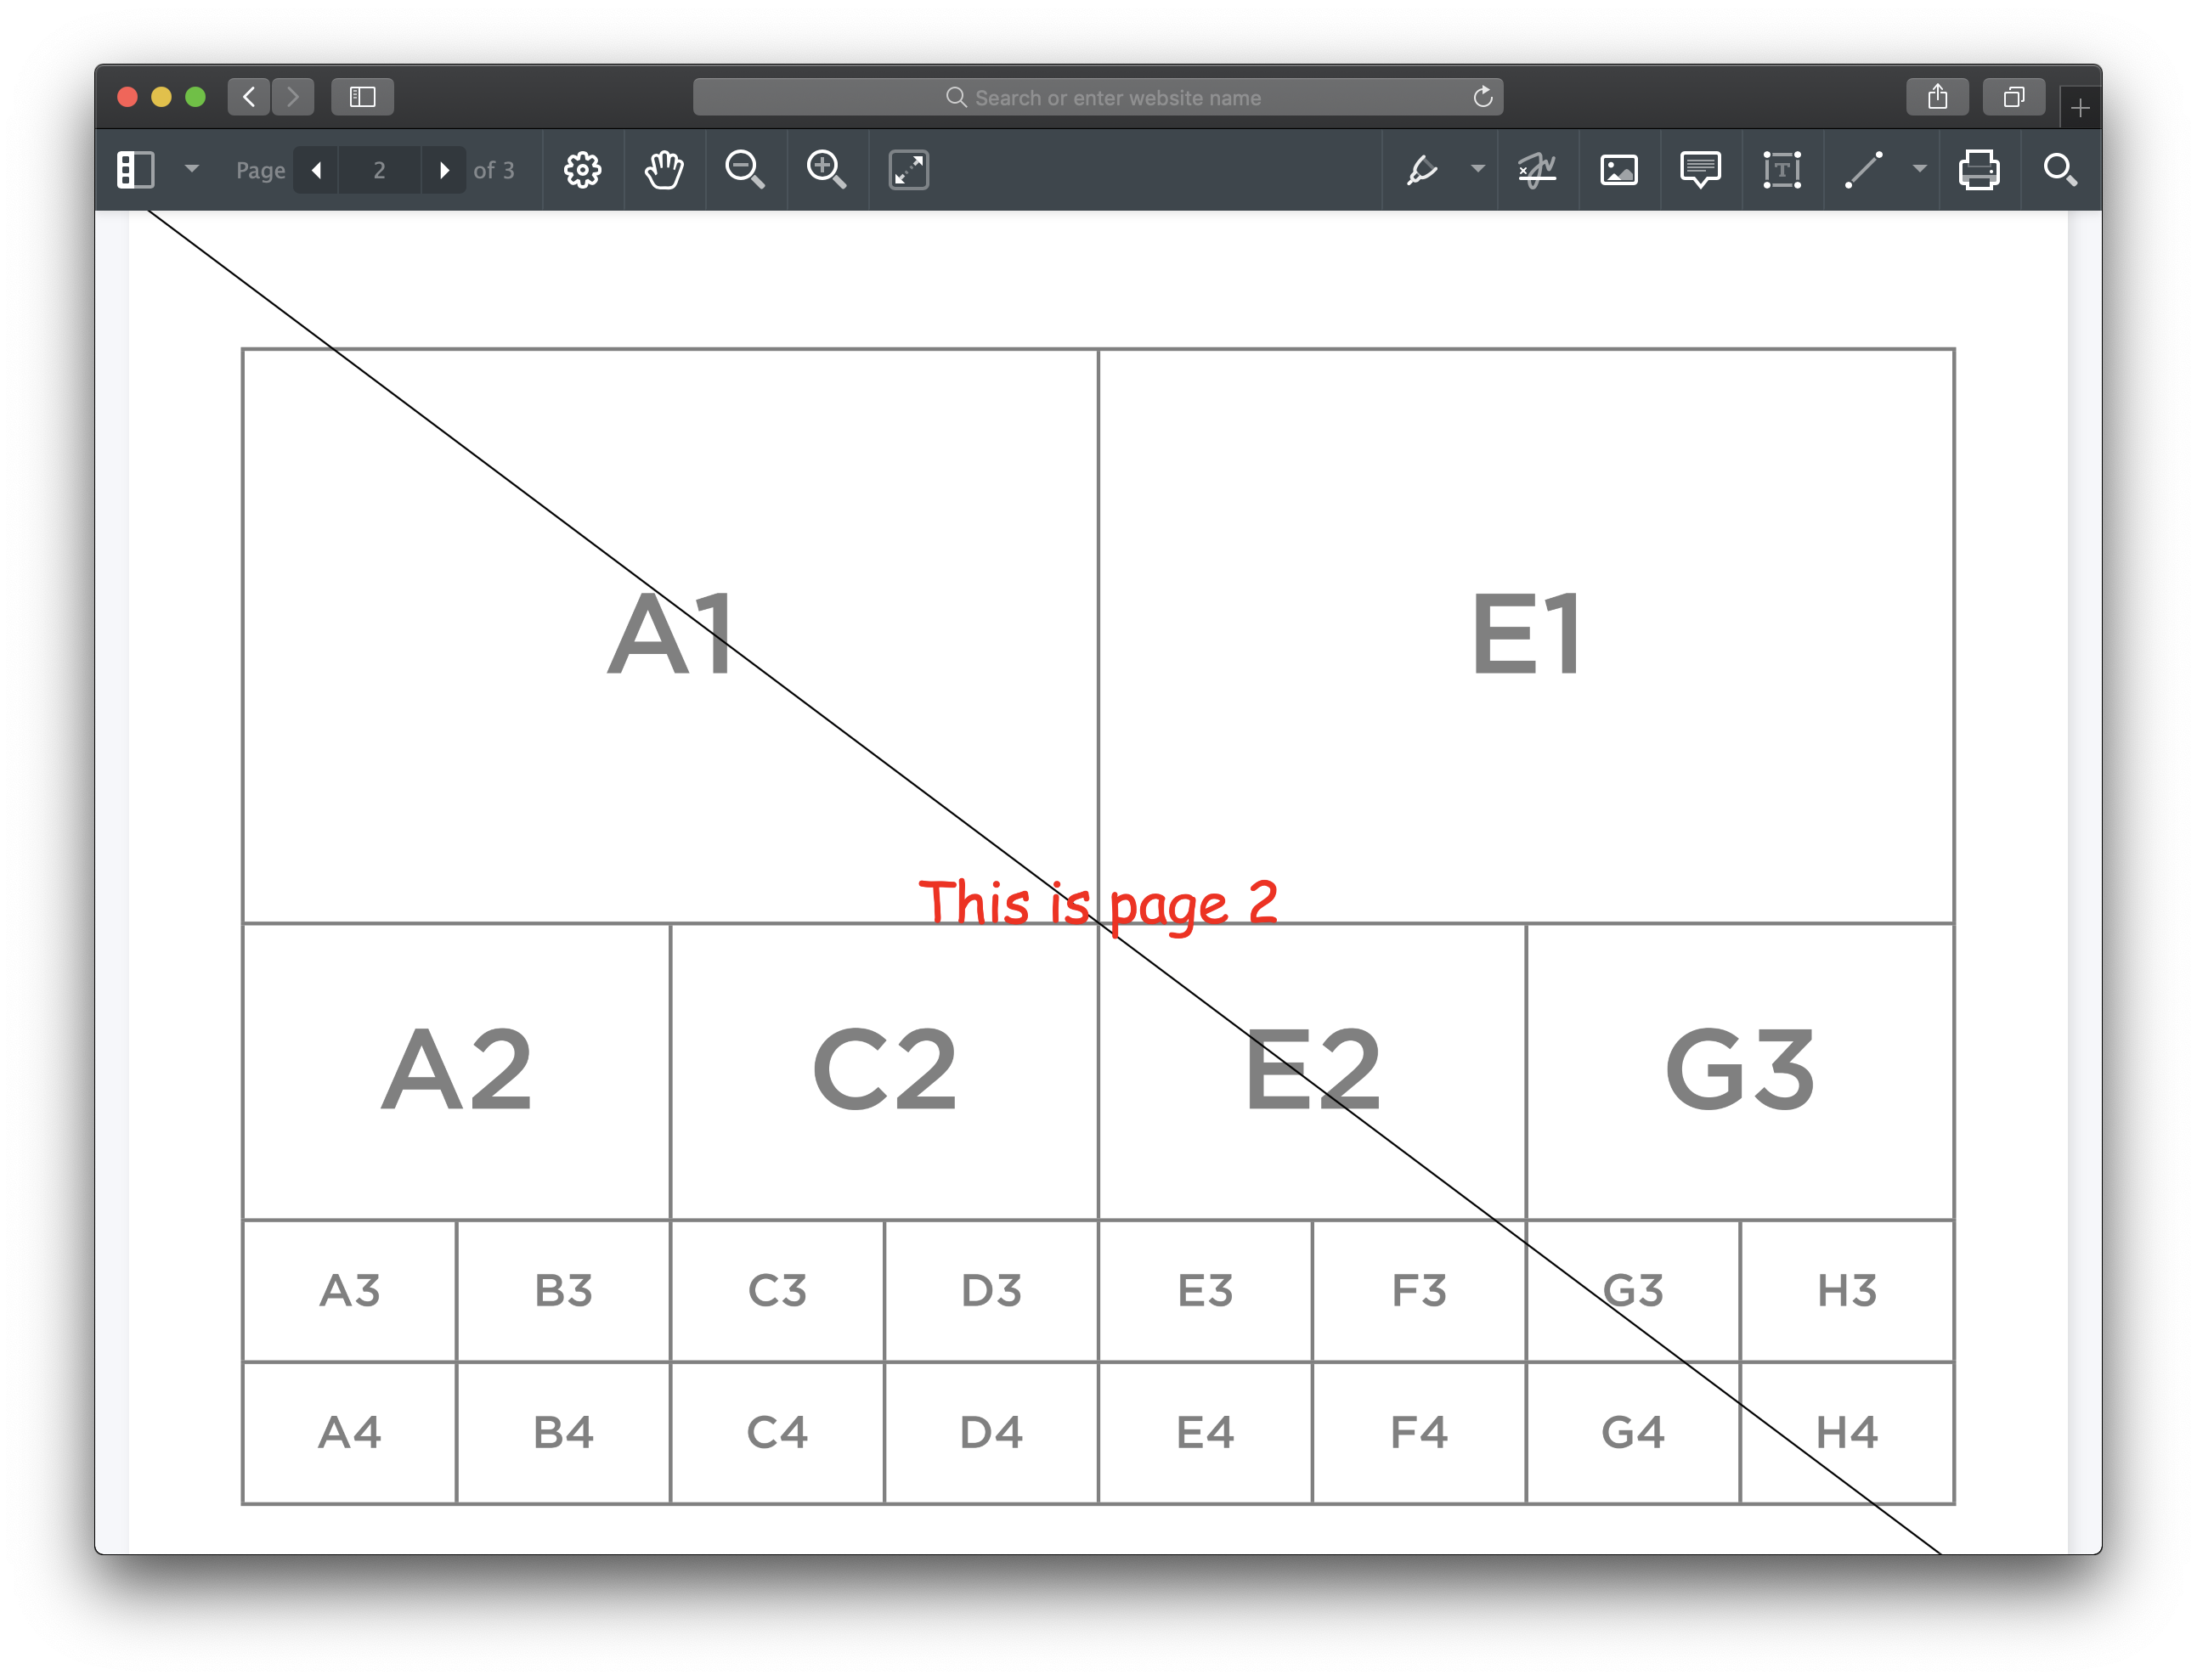 Search or enter website name
Page 2 of 3
A1 E1
This is page 2
A2 C2 E2 G3
A3 B3 C3 D3 E3 F3 G3 H3
A4 B4 C4 D4 E4 F4 G4 H4